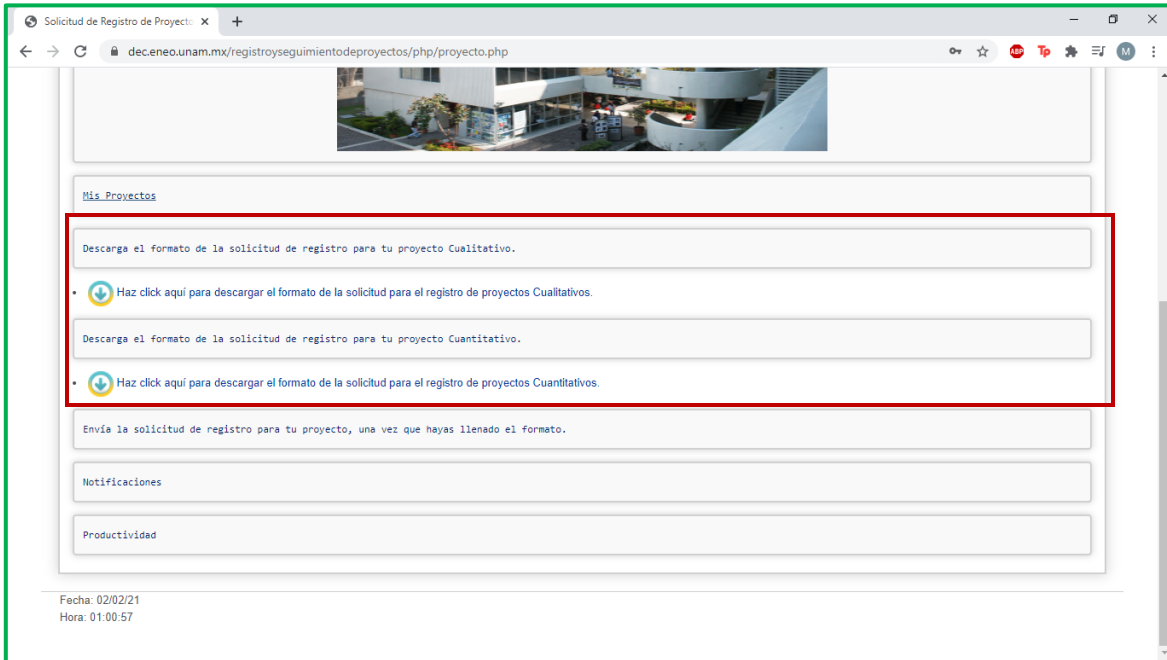 Solicitud de Registro de Proyecto
dec.eneo.unam.mx/registroyseguimientodeproyectos/php/proyecto.php
ABP
Tp
M
Mis Proyectos
Descarga el formato de la solicitud de registro para tu proyecto Cualitativo.
Haz click aquí para descargar el formato de la solicitud para el registro de proyectos Cualitativos.
Descarga el formato de la solicitud de registro para tu proyecto Cuantitativo.
Haz click aquí para descargar el formato de la solicitud para el registro de proyectos Cuantitativos.
Envía la solicitud de registro para tu proyecto, una vez que hayas llenado el formato.
Notificaciones
Productividad
Fecha: 02/02/21
Hora: 01:00:57